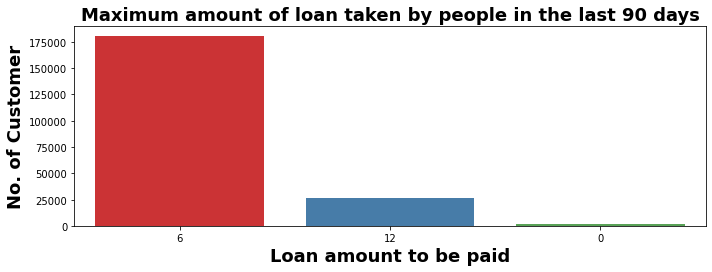 Maximum amount of loan taken by people in the last 90 days
No. of Customer
175000
150000
125000
100000
75000
50000
25000
0
6 12 0
Loan amount to be paid